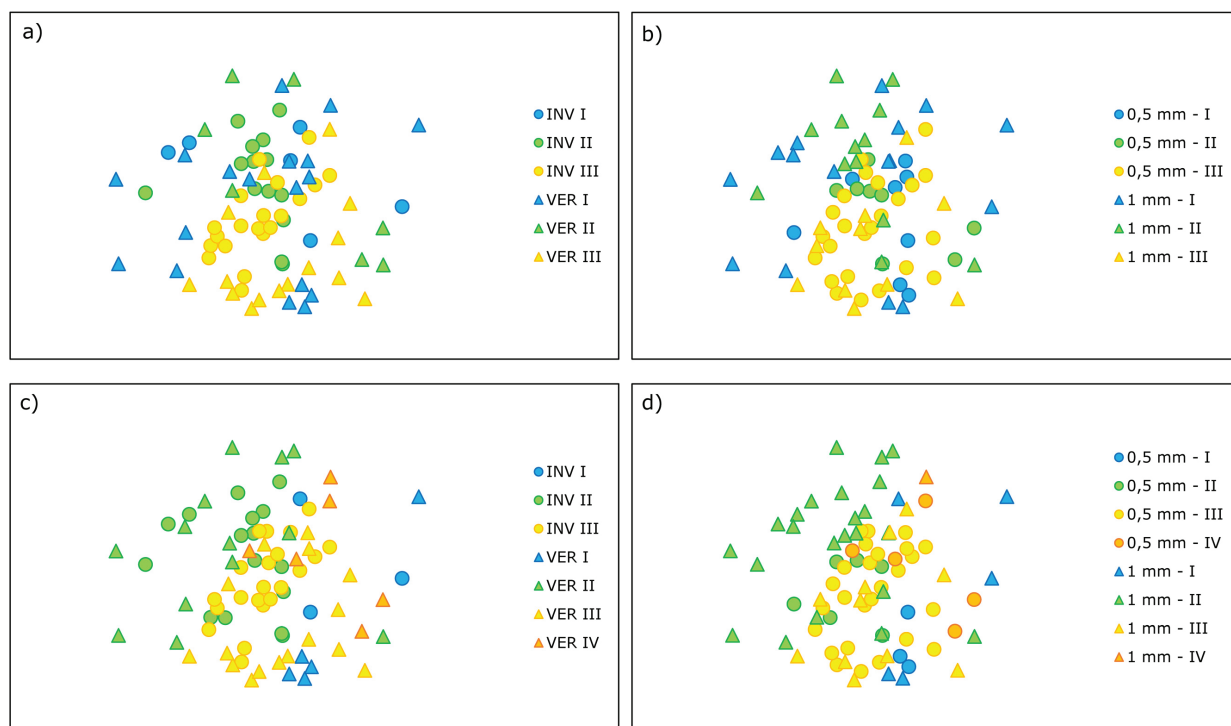 a)
INV I
INV II
INV III
VER I
VER II
VER III
b)
0,5 mm - I
0,5 mm - II
0,5 mm - III
1 mm - I
1 mm - II
1 mm - III
c)
INV I
INV II
INV III
VER I
VER II
VER III
VER IV
d)
0,5 mm - I
0,5 mm - II
0,5 mm - III
0,5 mm - IV
1 mm - I
1 mm - II
1 mm - III
1 mm - IV